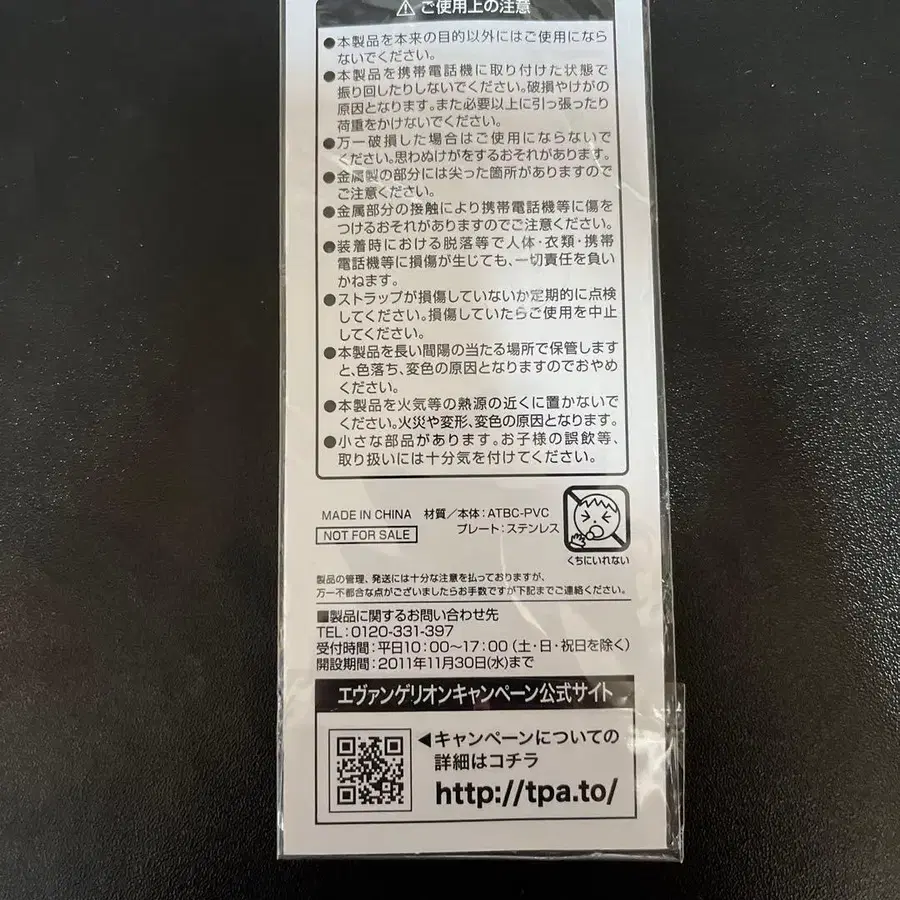 ⚠ ご使用上の注意
●本製品を本来の目的以外にはご使用になら
ないでください。
●本製品を携帯電話機に取り付けた状態で
振り回したりしないでください。破損やけがの
原因となります。また必要以上に引っ張ったり
荷重をかけないでください。
●万一破損した場合はご使用にならないで
ください。思わぬけがをするおそれがあります。
●金属製の部分には尖った箇所がありますので
ご注意ください。
●金属部分の接触により携帯電話機等に傷を
つけるおそれがありますのでご注意ください。
●装着時における脱落等で人体・衣類・携帯
電話機等に損傷が生じても、一切責任を負い
かねます。
●ストラップが損傷していないか定期的に点検
してください。損傷していたらご使用を中止
してください。
●本製品を長い間陽の当たる場所で保管します
と、色落ち、変色の原因となりますのでおやめ
ください。
●本製品を火気等の熱源の近くに置かないで
ください。火災や変形、変色の原因となります。
●小さな部品があります。お子様の誤飲等、
取り扱いには十分気を付けてください。
MADE IN CHINA 材質／本体：ATBC-PVC
NOT FOR SALE プレート：ステンレス
くちにいれない
製品の管理、発送には十分な注意を払っておりますが、
万一不都合な点がございましたらお手数ですが下記までご連絡ください。
■製品に関するお問い合わせ先
TEL：0120-331-397
受付時間：平日10：00～17：00（土・日・祝日を除く）
開設期間：2011年11月30日(水)まで
エヴァンゲリオンキャンペーン公式サイト
◀キャンペーンについての
詳細はコチラ
http://tpa.to/